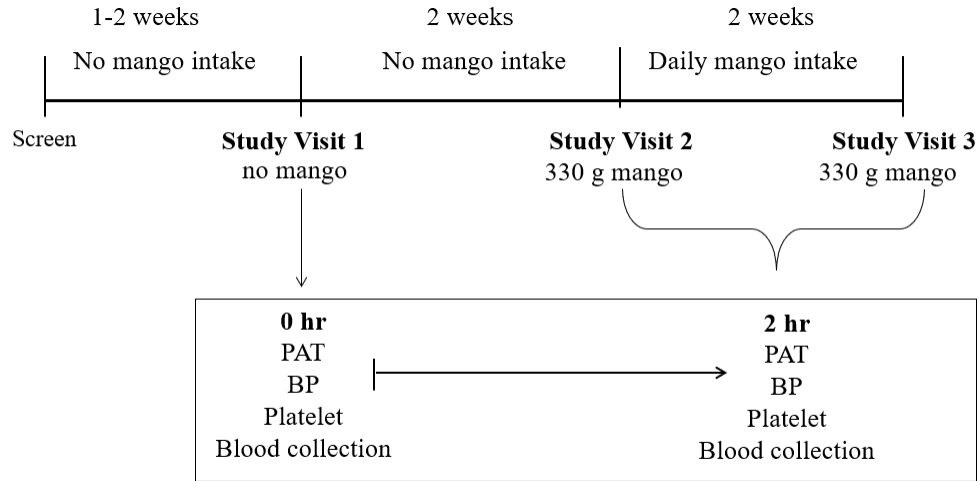 1-2 weeks
2 weeks
2 weeks
No mango intake
No mango intake
Daily mango intake
Screen
Study Visit 1
no mango
Study Visit 2
330 g mango
Study Visit 3
330 g mango
0 hr
PAT
BP
Platelet
Blood collection
2 hr
PAT
BP
Platelet
Blood collection